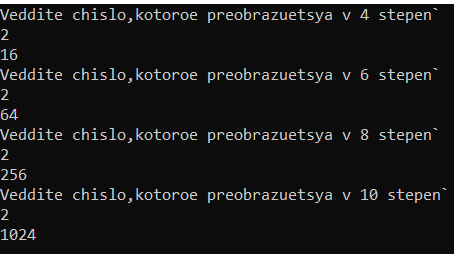 Veddite chislo,kotoroe preobrazuetsya v 4 stepen`
2
16
Veddite chislo,kotoroe preobrazuetsya v 6 stepen`
2
64
Veddite chislo,kotoroe preobrazuetsya v 8 stepen`
2
256
Veddite chislo,kotoroe preobrazuetsya v 10 stepen`
2
1024